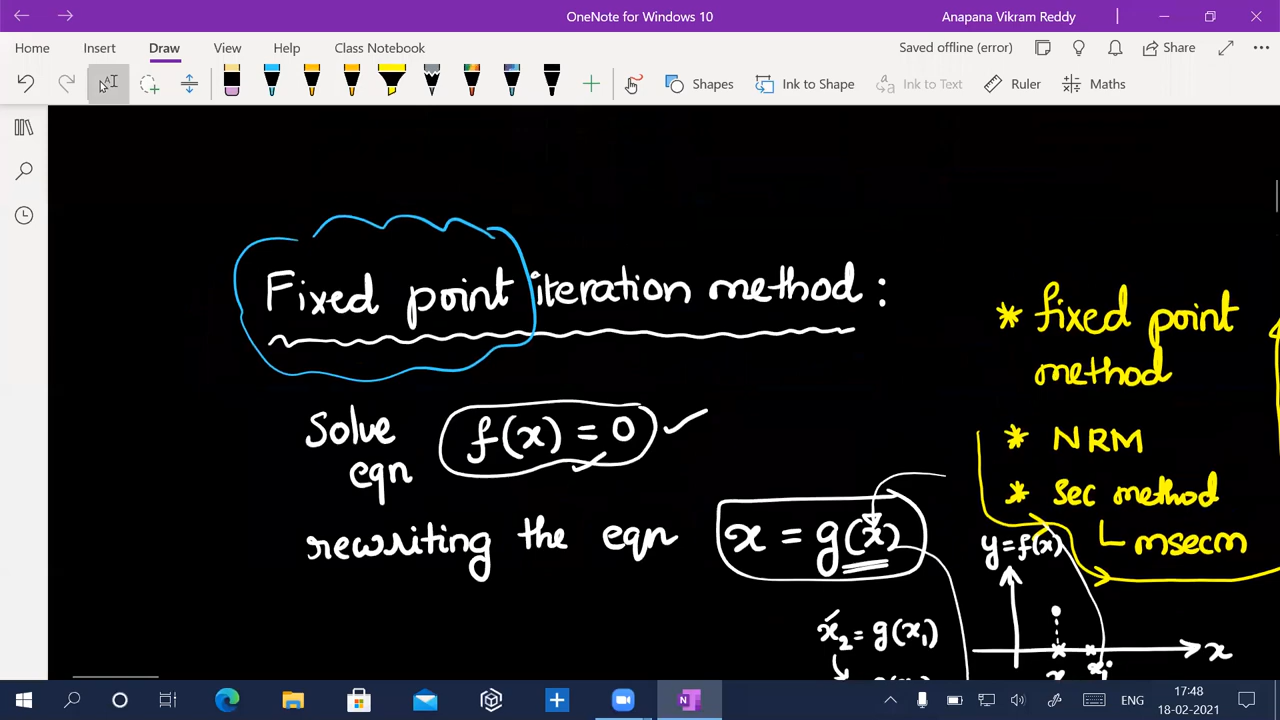 OneNote for Windows 10
Anapana Vikram Reddy
Home Insert Draw View Help Class Notebook
Saved offline (error) Share
Shapes Ink to Shape Ink to Text Ruler Maths
Fixed point iteration method :
Solve f(x) = 0
eqn
rewriting the eqn x = g(x)
x2 = g(x1)
* fixed point
method
* NRM
* Sec method
msecm
y=f(x)
x
ENG
17:48
18-02-2021